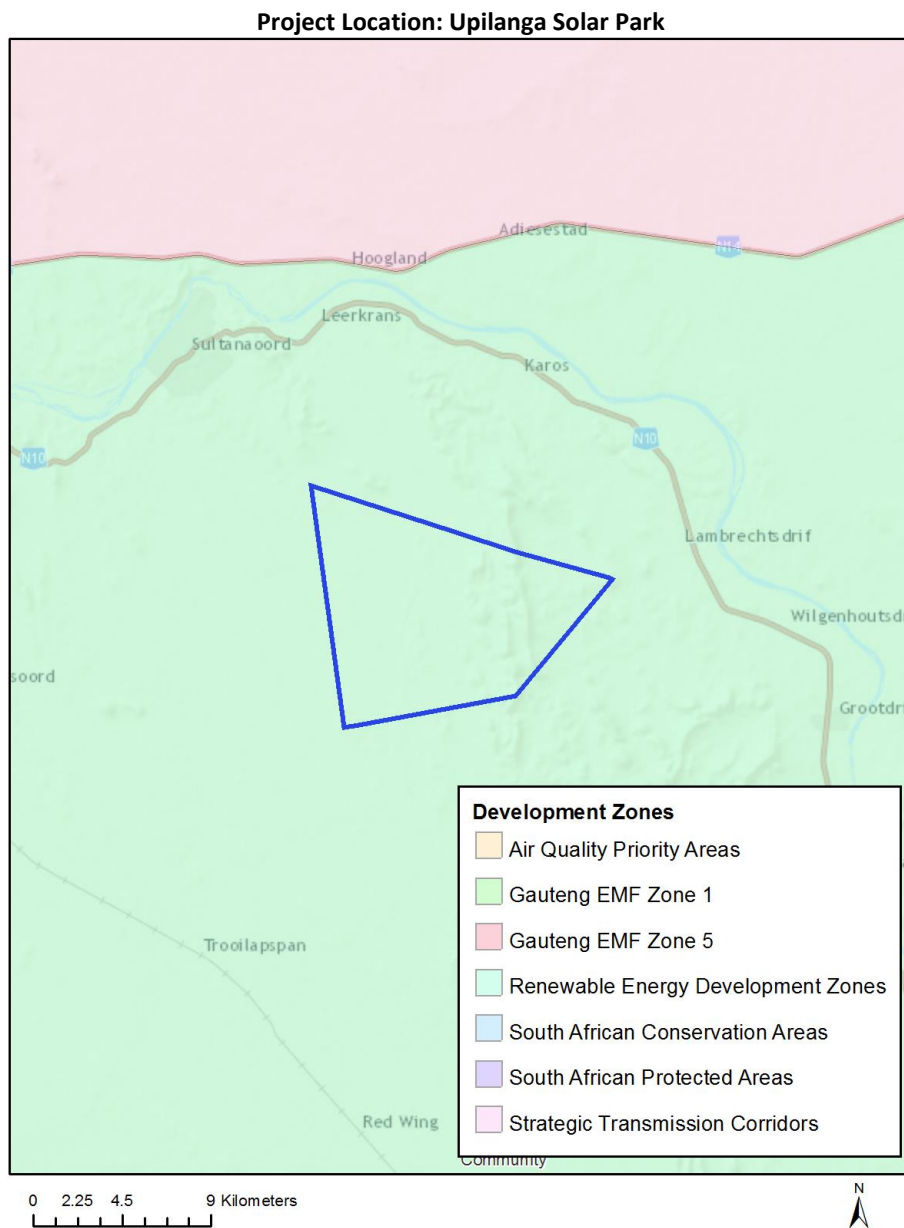 Project Location: Upilanga Solar Park
Adiesestad
N14
Hoogland
Leerkrans
Sultanaoord
Karos
N10
N10
Lambrechtsdrif
Wilgenhoutsdr
soord
Grootdri
Trooilapspan
Red Wing
Community
Development Zones
Air Quality Priority Areas
Gauteng EMF Zone 1
Gauteng EMF Zone 5
Renewable Energy Development Zones
South African Conservation Areas
South African Protected Areas
Strategic Transmission Corridors
0 2.25 4.5 9 Kilometers
N